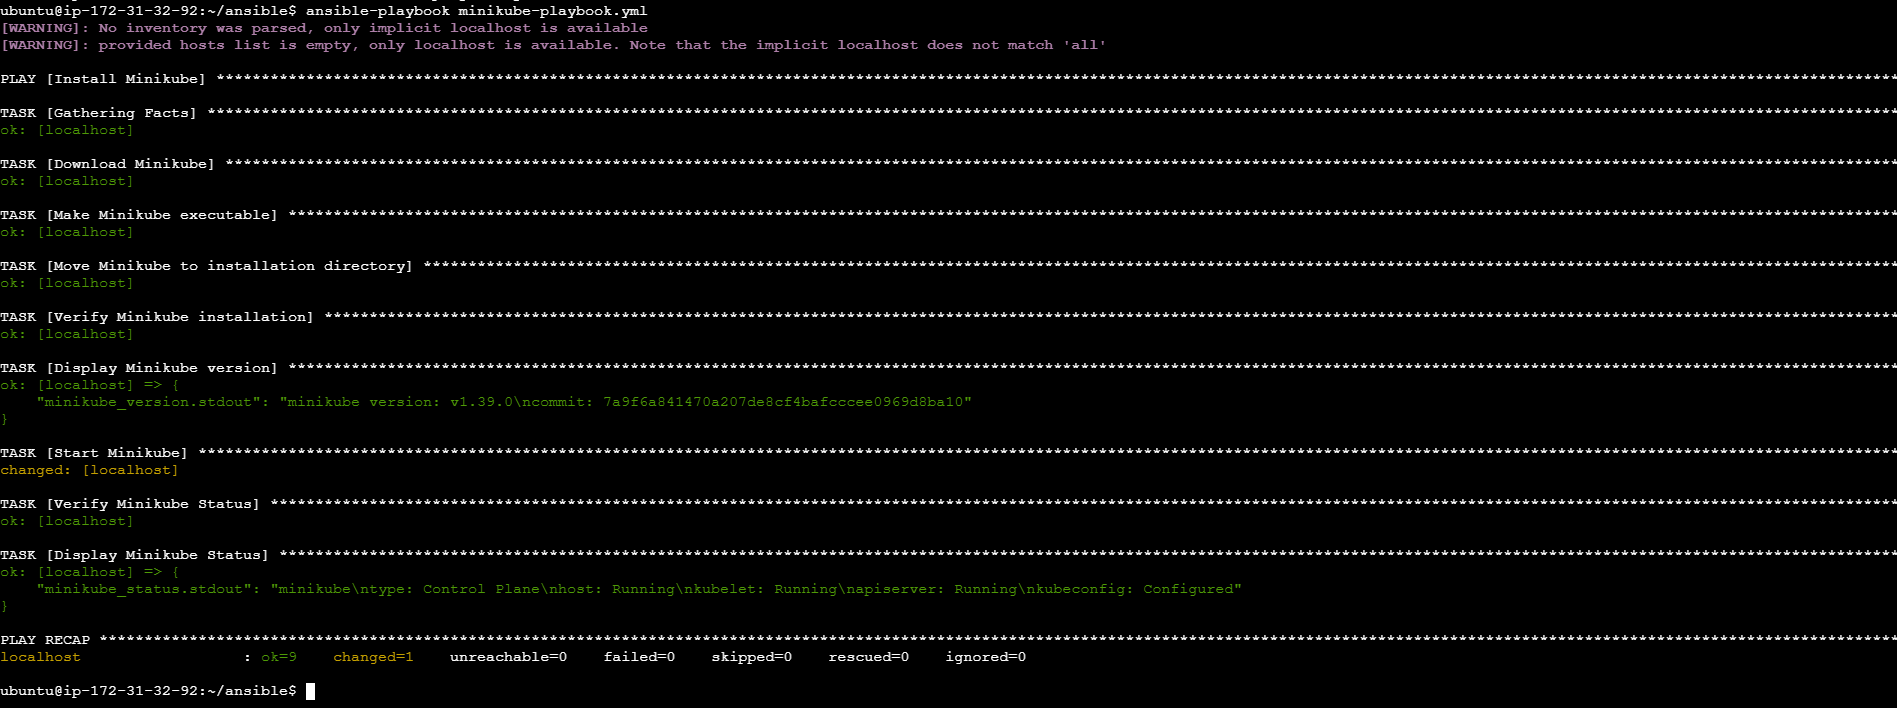 ubuntu@ip-172-31-32-92:~/ansible$ ansible-playbook minikube-playbook.yml
[WARNING]: No inventory was parsed, only implicit localhost is available
[WARNING]: provided hosts list is empty, only localhost is available. Note that the implicit localhost does not match 'all'
PLAY [Install Minikube] ******************************************************************************************************************************************************************************************
TASK [Gathering Facts] *******************************************************************************************************************************************************************************************
ok: [localhost]
TASK [Download Minikube] *****************************************************************************************************************************************************************************************
ok: [localhost]
TASK [Make Minikube executable] **********************************************************************************************************************************************************************************
ok: [localhost]
TASK [Move Minikube to installation directory] *******************************************************************************************************************************************************************
ok: [localhost]
TASK [Verify Minikube installation] ******************************************************************************************************************************************************************************
ok: [localhost]
TASK [Display Minikube version] **********************************************************************************************************************************************************************************
ok: [localhost] => {
    "minikube_version.stdout": "minikube version: v1.39.0\ncommit: 7a9f6a841470a207de8cf4bafcccee0969d8ba10"
}
TASK [Start Minikube] ********************************************************************************************************************************************************************************************
changed: [localhost]
TASK [Verify Minikube Status] ************************************************************************************************************************************************************************************
ok: [localhost]
TASK [Display Minikube Status] ***********************************************************************************************************************************************************************************
ok: [localhost] => {
    "minikube_status.stdout": "minikube\ntype: Control Plane\nhost: Running\nkubelet: Running\napiserver: Running\nkubeconfig: Configured"
}
PLAY RECAP *******************************************************************************************************************************************************************************************************
localhost                  : ok=9    changed=1    unreachable=0    failed=0    skipped=0    rescued=0    ignored=0
ubuntu@ip-172-31-32-92:~/ansible$